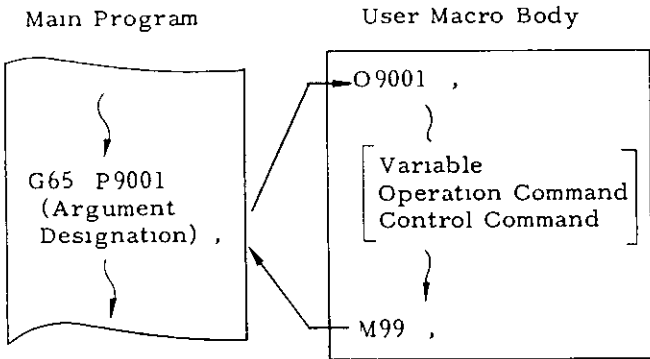 Main Program
User Macro Body
G65 P9001
(Argument
Designation) ,
O9001 ,
Variable
Operation Command
Control Command
M99 ,